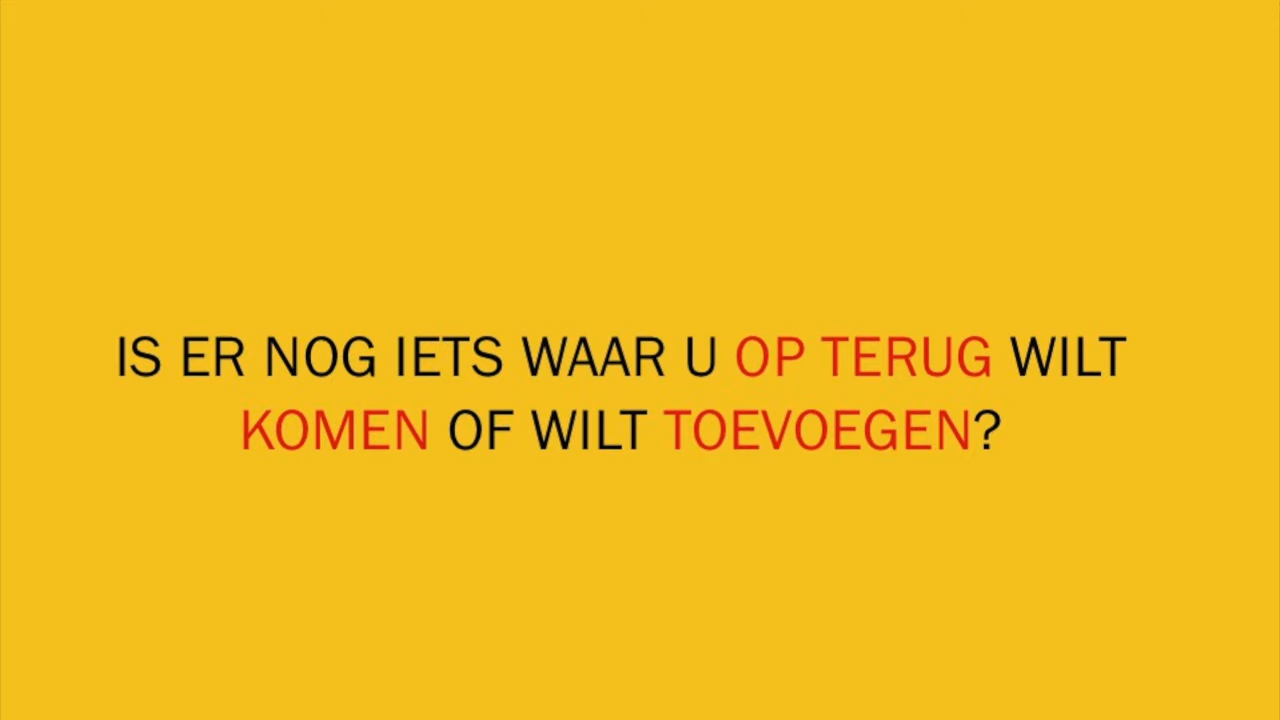 IS ER NOG IETS WAAR U OP TERUG WILT
KOMEN OF WILT TOEVOEGEN?